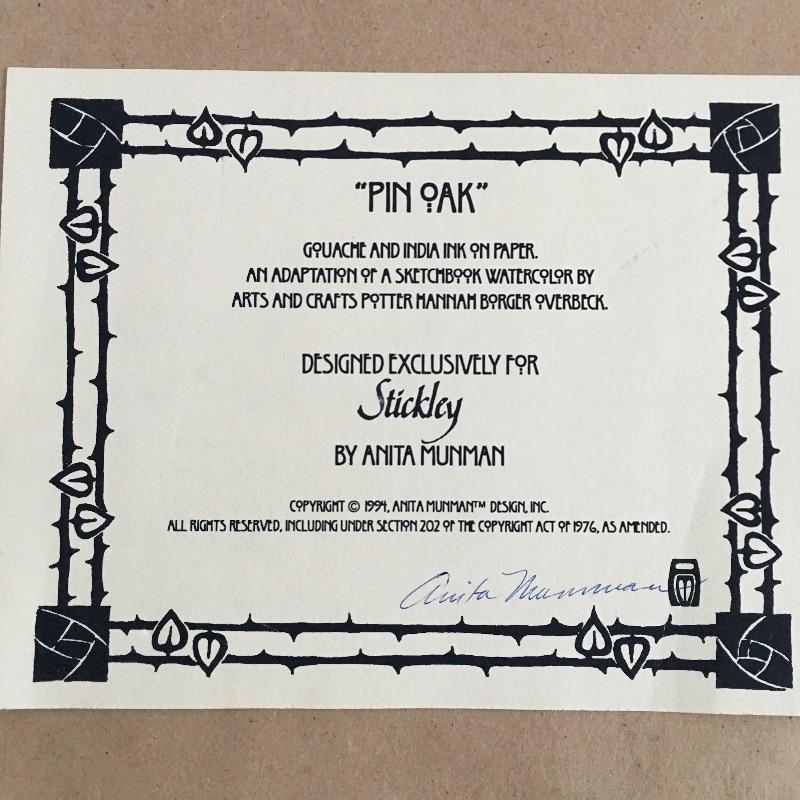 "PIN OAK"
GOUACHE AND INDIA INK ON PAPER.
AN ADAPTATION OF A SKETCHBOOK WATERCOLOR BY
ARTS AND CRAFTS POTTER HANNAH BORGER OVERBECK.
DESIGNED EXCLUSIVELY FOR
Stickley
BY ANITA MUNMAN
COPYRIGHT © 1994, ANITA MUNMAN™ DESIGN, INC.
ALL RIGHTS RESERVED, INCLUDING UNDER SECTION 202 OF THE COPYRIGHT ACT OF 1976, AS AMENDED.
Anita Munman